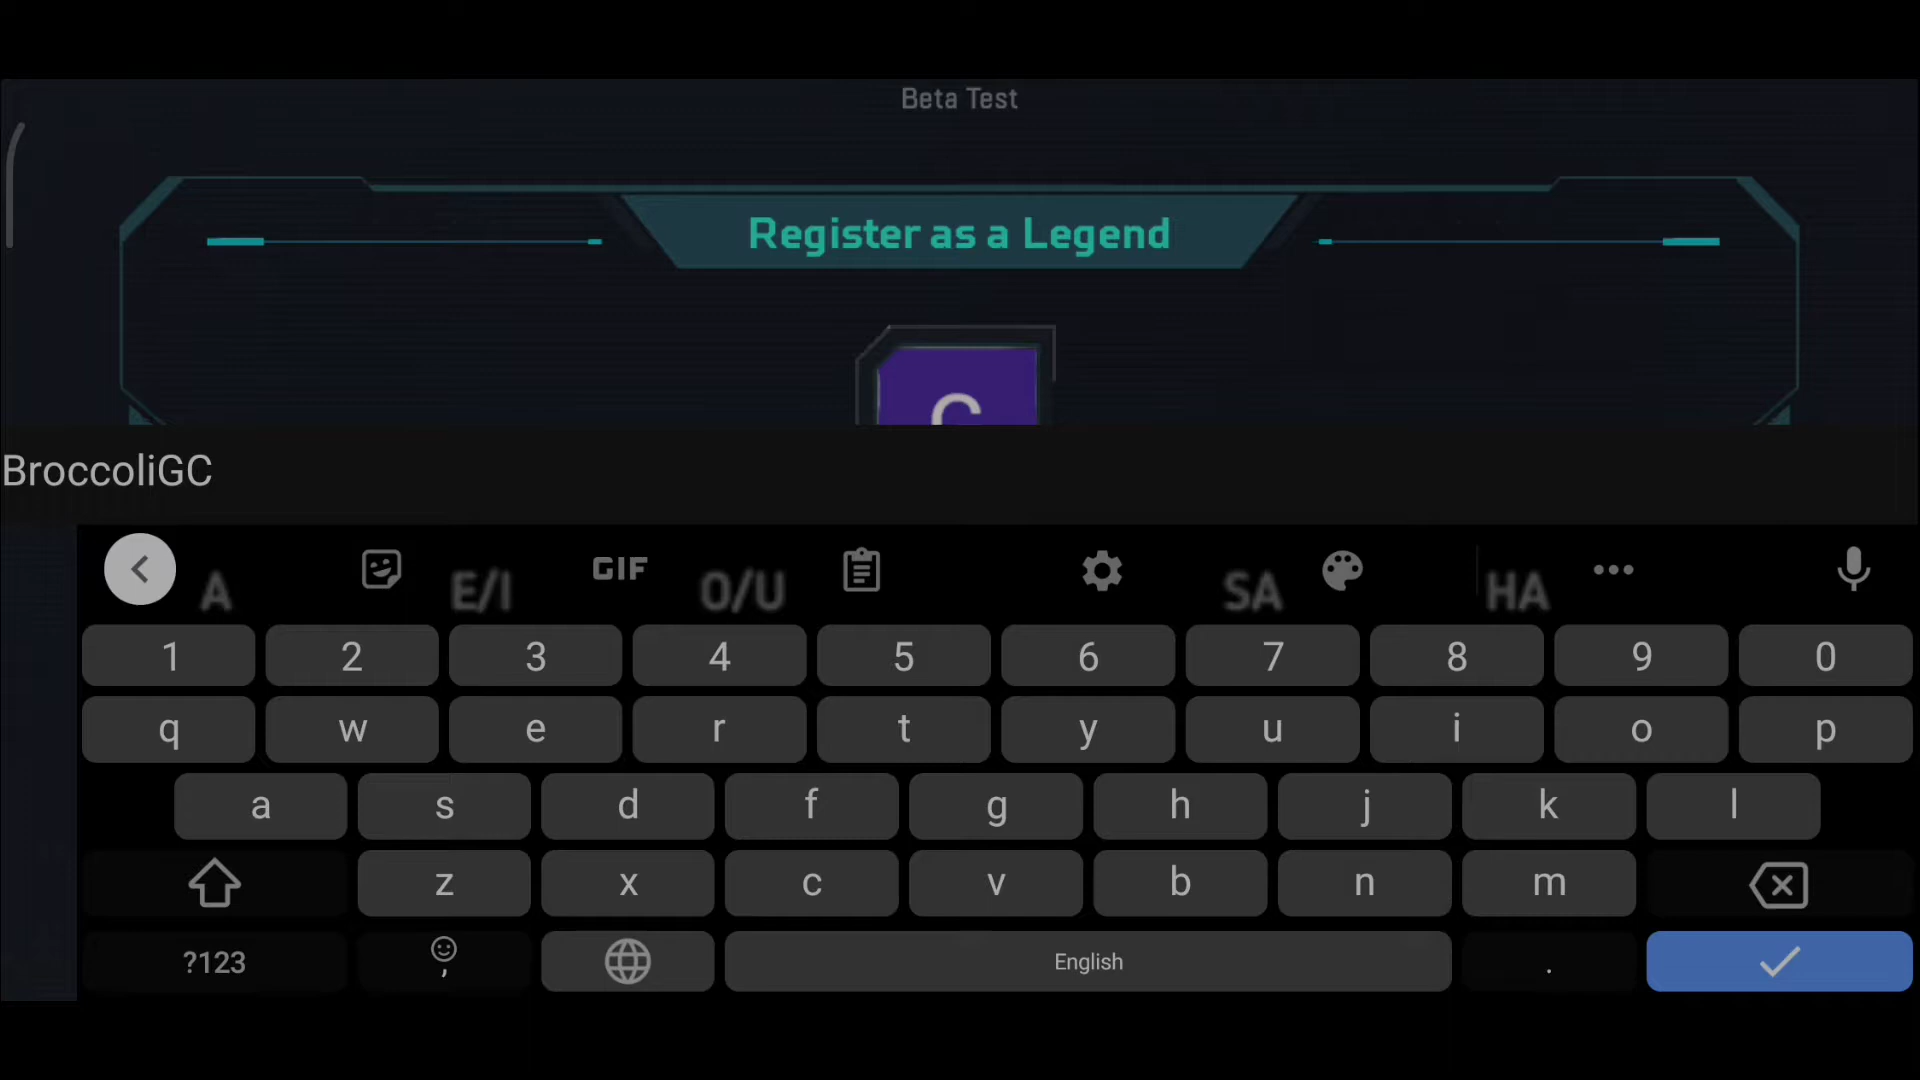 Beta Test
Register as a Legend
BroccoliGC
GIF
A E/I O/U SA HA
1 2 3 4 5 6 7 8 9 0
q w e r t y u i o p
a s d f g h j k l
z x c v b n m
?123 , English .